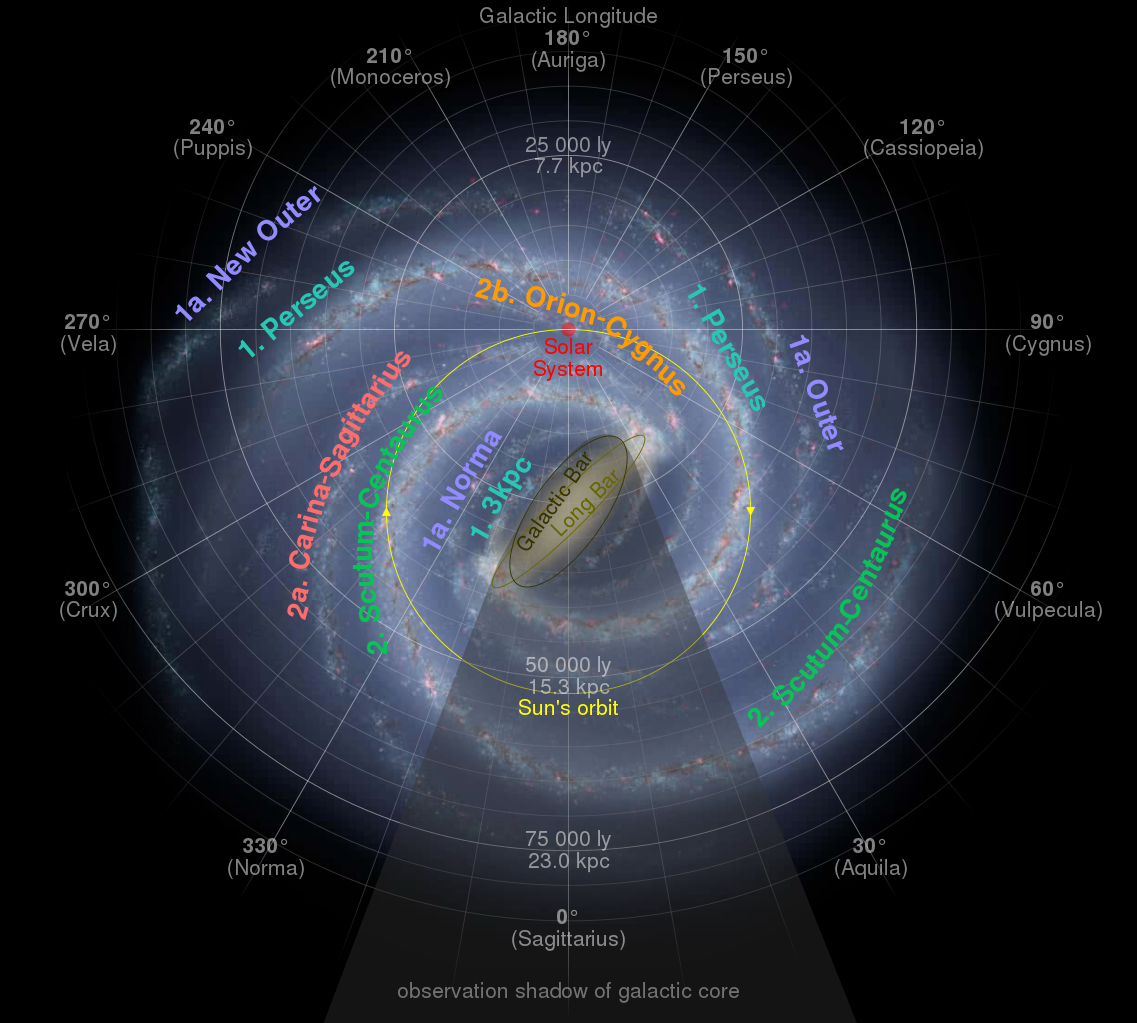 Galactic Longitude
180°
(Auriga)
210°
(Monoceros)
150°
(Perseus)
240°
(Puppis)
120°
(Cassiopeia)
25 000 ly
7.7 kpc
1a. New Outer
1. Perseus
2b. Orion-Cygnus
1. Perseus
1a. Outer
270°
(Vela)
90°
(Cygnus)
Solar
System
2a. Carina-Sagittarius
2. Scutum-Centaurus
1a. Norma
1. 3kpc
Galactic Bar
Long Bar
2. Scutum-Centaurus
300°
(Crux)
60°
(Vulpecula)
50 000 ly
15.3 kpc
Sun's orbit
75 000 ly
23.0 kpc
330°
(Norma)
30°
(Aquila)
0°
(Sagittarius)
observation shadow of galactic core